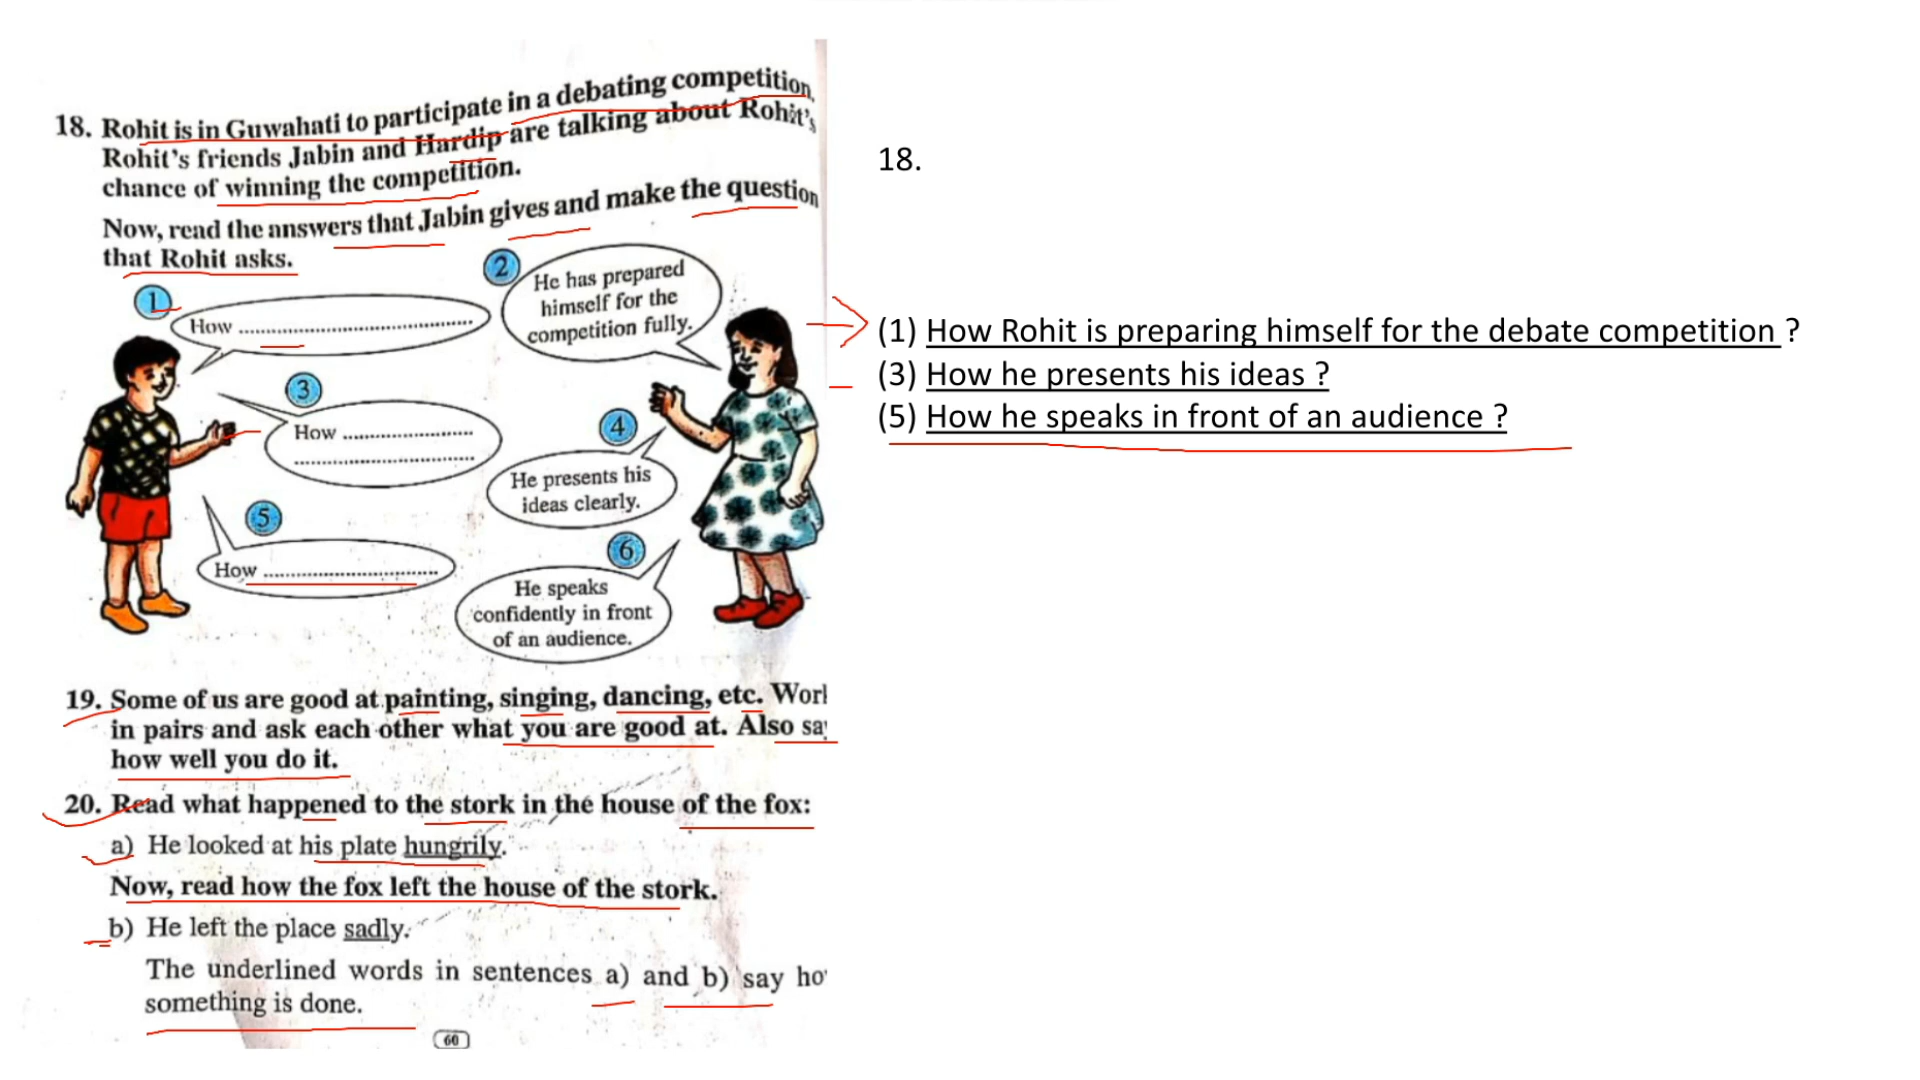 18. Rohit is in Guwahati to participate in a debating competition.
Rohit's friends Jabin and Hardip are talking about Rohit's
chance of winning the competition.
Now, read the answers that Jabin gives and make the question
that Rohit asks.
1
How ................................
2
He has prepared
himself for the
competition fully.
3
How ................................
................................
4
He presents his
ideas clearly.
5
How ................................
6
He speaks
confidently in front
of an audience.
19. Some of us are good at painting, singing, dancing, etc.
in pairs and ask each other what you are good at. Also
how well you do it.
20. Read what happened to the stork in the house of the fox:
a) He looked at his plate hungrily.
Now, read how the fox left the house of the stork.
b) He left the place sadly.
The underlined words in sentences a) and b) say
something is done.
60
18.
(1) How Rohit is preparing himself for the debate competition ?
(3) How he presents his ideas ?
(5) How he speaks in front of an audience ?